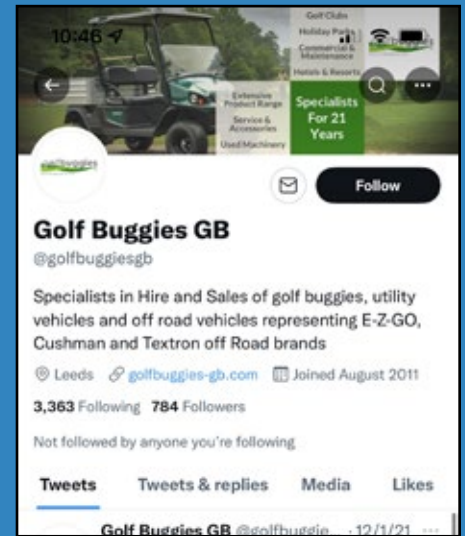 10:46
Golf Clubs
Holiday Parks
Commercial &
Maintenance
Hotels & Resorts
Extensive
Product Range
Service &
Accessories
Used Machinery
Specialists
For 21
Years
golfbuggies
Follow
Golf Buggies GB
@golfbuggiesgb
Specialists in Hire and Sales of golf buggies, utility
vehicles and off road vehicles representing E-Z-GO,
Cushman and Textron off Road brands
Leeds golfbuggies-gb.com Joined August 2011
3,363 Following 784 Followers
Not followed by anyone you're following
Tweets Tweets & replies Media Likes
Golf Buggies GB @golfbuggie... · 12/1/21 ...